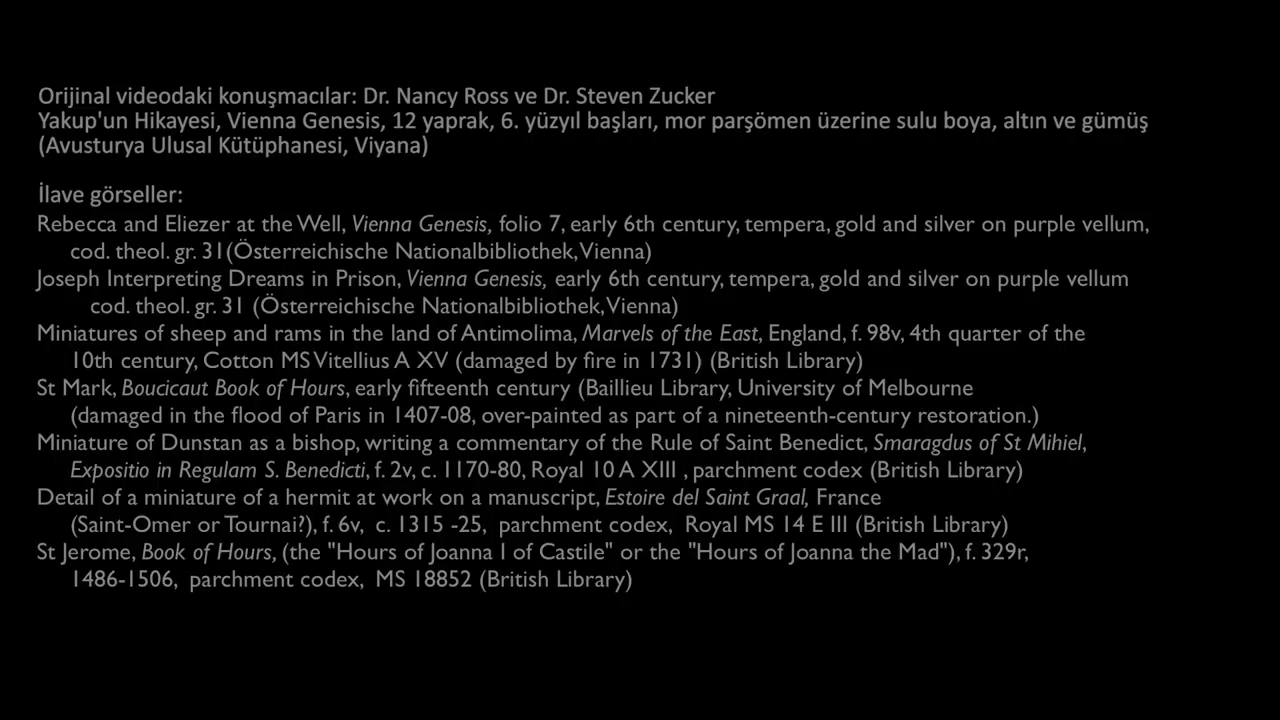 Orijinal videodaki konuşmacılar: Dr. Nancy Ross ve Dr. Steven Zucker
Yakup'un Hikayesi, Vienna Genesis, 12 yaprak, 6. yüzyıl başları, mor parşömen üzerine sulu boya, altın ve gümüş
(Avusturya Ulusal Kütüphanesi, Viyana)
İlave görseller:
Rebecca and Eliezer at the Well, Vienna Genesis, folio 7, early 6th century, tempera, gold and silver on purple vellum,
cod. theol. gr. 31(Österreichische Nationalbibliothek, Vienna)
Joseph Interpreting Dreams in Prison, Vienna Genesis, early 6th century, tempera, gold and silver on purple vellum
cod. theol. gr. 31 (Österreichische Nationalbibliothek, Vienna)
Miniatures of sheep and rams in the land of Antimolima, Marvels of the East, England, f. 98v, 4th quarter of the
10th century, Cotton MS Vitellius A XV (damaged by fire in 1731) (British Library)
St Mark, Boucicaut Book of Hours, early fifteenth century (Baillieu Library, University of Melbourne
(damaged in the flood of Paris in 1407-08, over-painted as part of a nineteenth-century restoration.)
Miniature of Dunstan as a bishop, writing a commentary of the Rule of Saint Benedict, Smaragdus of St Mihiel,
Expositio in Regulam S. Benedicti, f. 2v, c. 1170-80, Royal 10 A XIII , parchment codex (British Library)
Detail of a miniature of a hermit at work on a manuscript, Estoire del Saint Graal, France
(Saint-Omer or Tournai?), f. 6v, c. 1315 -25, parchment codex, Royal MS 14 E III (British Library)
St Jerome, Book of Hours, (the "Hours of Joanna I of Castile" or the "Hours of Joanna the Mad"), f. 329r,
1486-1506, parchment codex, MS 18852 (British Library)